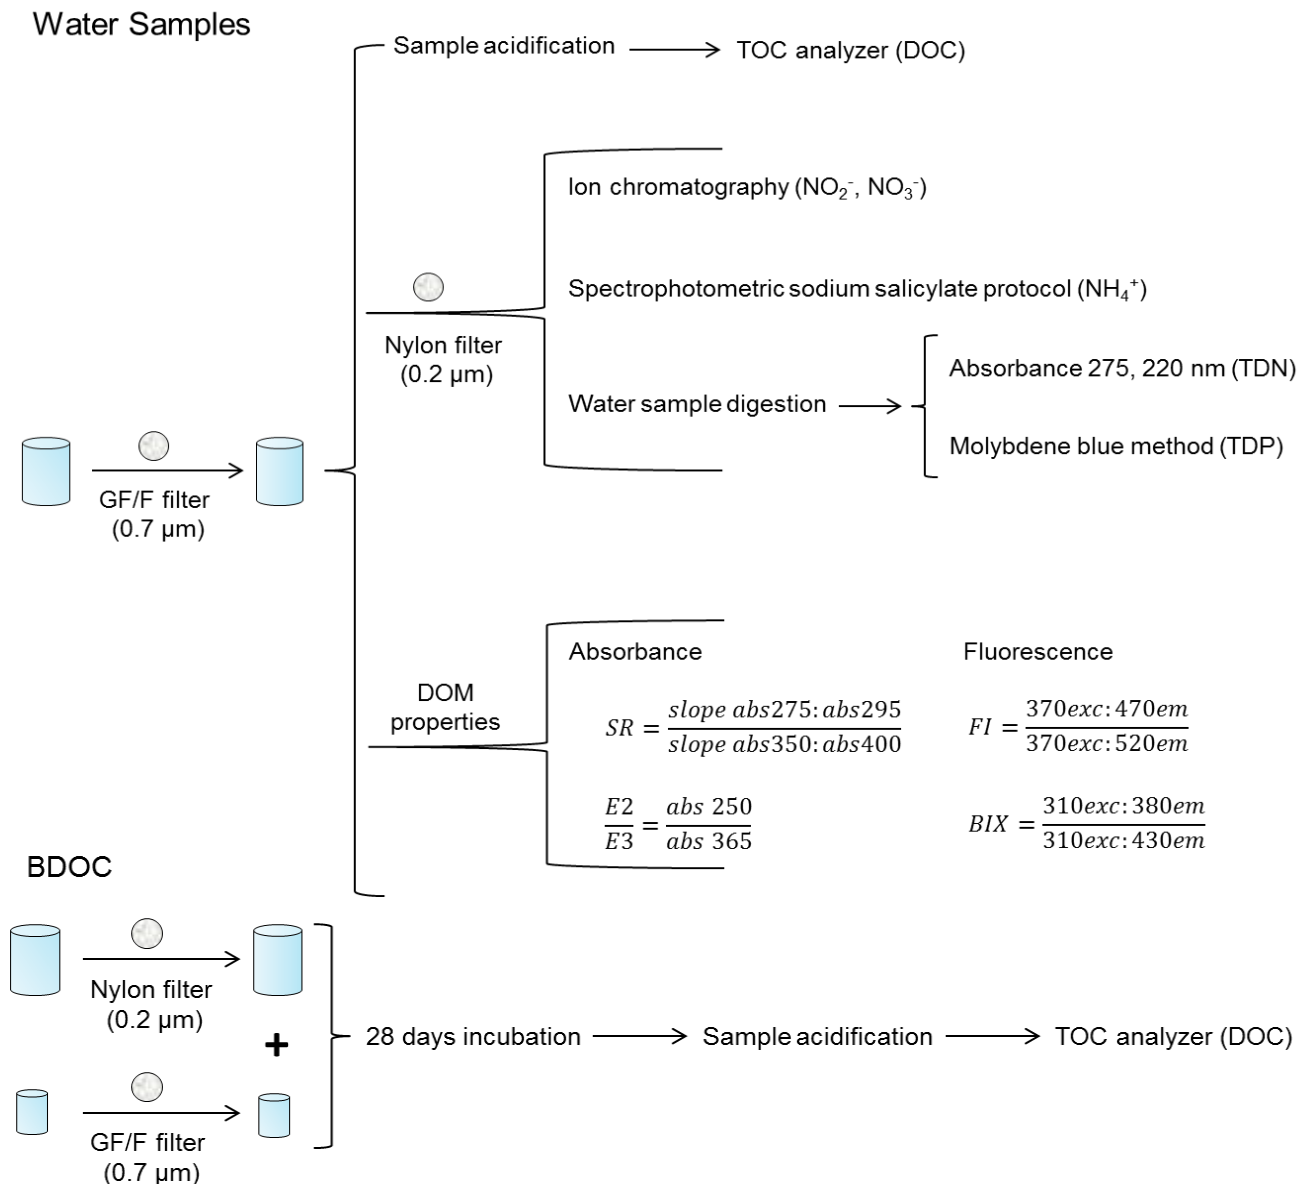 Water Samples
Sample acidification
TOC analyzer (DOC)
Ion chromatography (NO₂⁻, NO₃⁻)
Spectrophotometric sodium salicylate protocol (NH₄⁺)
Nylon filter
(0.2 µm)
Water sample digestion
Absorbance 275, 220 nm (TDN)
Molybdene blue method (TDP)
GF/F filter
(0.7 µm)
DOM
properties
Absorbance
SR = slope abs275:abs295 / slope abs350:abs400
E2/E3 = abs 250 / abs 365
Fluorescence
FI = 370exc:470em / 370exc:520em
BIX = 310exc:380em / 310exc:430em
BDOC
Nylon filter
(0.2 µm)
+
GF/F filter
(0.7 µm)
28 days incubation
Sample acidification
TOC analyzer (DOC)